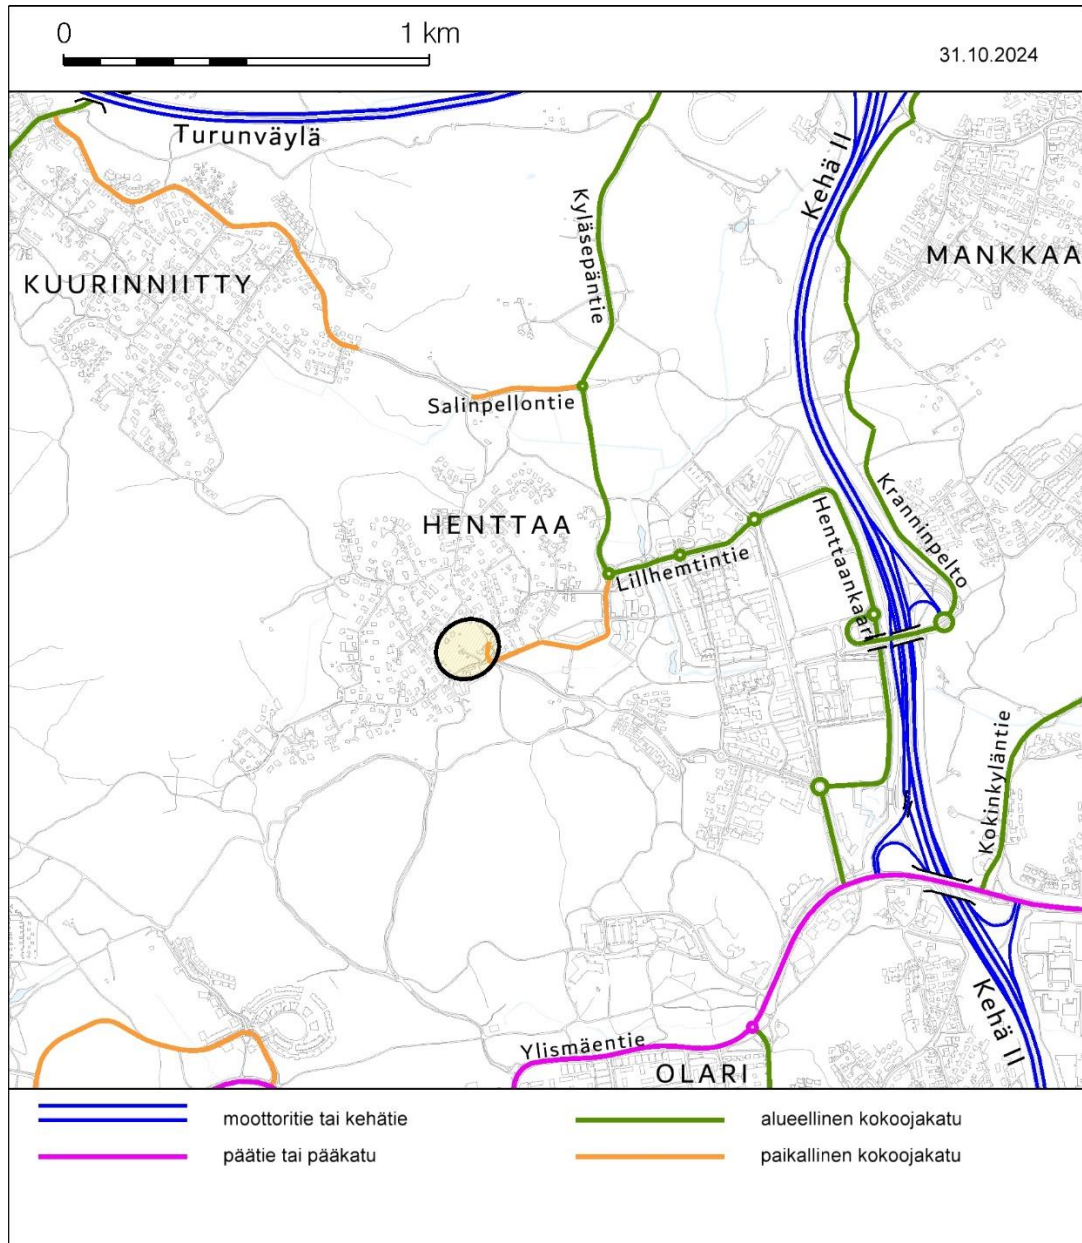 0 1 km
31.10.2024
Turunväylä
Kehä II
Kyläsepäntie
MANKKAA
KUURINNIITTY
Salinpellontie
Kranninpelto
HENTTAA
Henttaankaari
Lillhemtintie
Kokinkyläntie
Kehä II
Ylismäentie
OLARI
moottoritie tai kehätie
alueellinen kokoojakatu
päätie tai pääkatu
paikallinen kokoojakatu